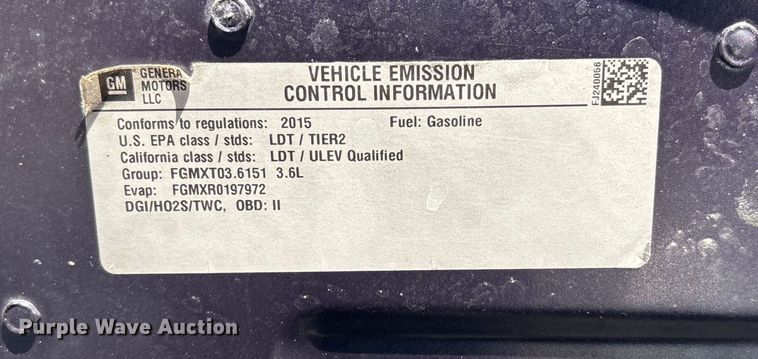 GM
GENERA
MOTORS
LLC
VEHICLE EMISSION
CONTROL INFORMATION
FJ240056
Conforms to regulations: 2015 Fuel: Gasoline
U.S. EPA class / stds: LDT / TIER2
California class / stds: LDT / ULEV Qualified
Group: FGMXT03.6151 3.6L
Evap: FGMXR0197972
DGI/HO2S/TWC, OBD: II
Purple Wave Auction